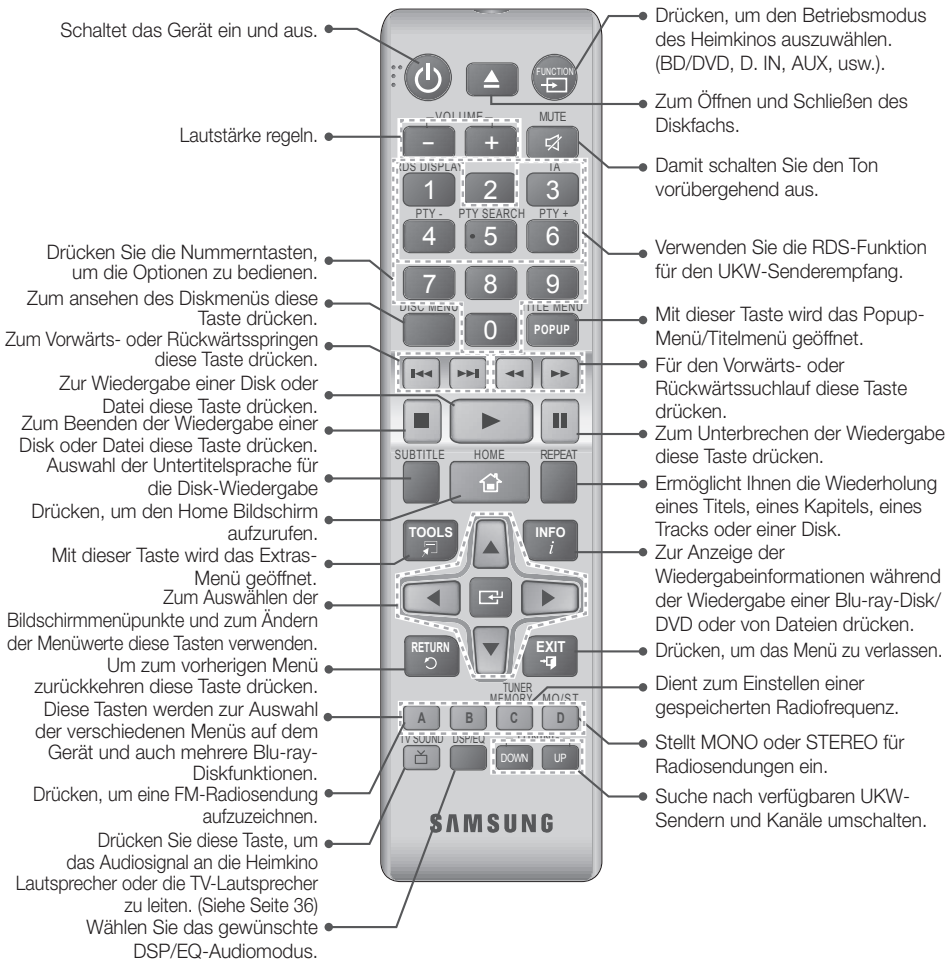 Schaltet das Gerät ein und aus.
Lautstärke regeln.
Drücken Sie die Nummerntasten,
um die Optionen zu bedienen.
Zum ansehen des Diskmenüs diese
Taste drücken.
Zum Vorwärts- oder Rückwärtsspringen
diese Taste drücken.
Zur Wiedergabe einer Disk oder
Datei diese Taste drücken.
Zum Beenden der Wiedergabe einer
Disk oder Datei diese Taste drücken.
Auswahl der Untertitelsprache für
die Disk-Wiedergabe
Drücken, um den Home Bildschirm
aufzurufen.
Mit dieser Taste wird das Extras-
Menü geöffnet.
Zum Auswählen der
Bildschirmmenüpunkte und zum Ändern
der Menüwerte diese Tasten verwenden.
Um zum vorherigen Menü
zurückkehren diese Taste drücken.
Diese Tasten werden zur Auswahl
der verschiedenen Menüs auf dem
Gerät und auch mehrere Blu-ray-
Diskfunktionen.
Drücken, um eine FM-Radiosendung
aufzuzeichnen.
Drücken Sie diese Taste, um
das Audiosignal an die Heimkino
Lautsprecher oder die TV-Lautsprecher
zu leiten. (Siehe Seite 36)
Wählen Sie das gewünschte
DSP/EQ-Audiomodus.
FUNCTION
VOLUME MUTE
- +
RDS DISPLAY TA
1 2 3
PTY - PTY SEARCH PTY +
4 5 6
7 8 9
DISC MENU TITLE MENU
0 POPUP
SUBTITLE HOME REPEAT
TOOLS INFO
i
RETURN EXIT
TUNER
MEMORY MO/ST
A B C D
TV SOUND DSP/EQ
DOWN UP
SAMSUNG
Drücken, um den Betriebsmodus
des Heimkinos auszuwählen.
(BD/DVD, D. IN, AUX, usw.).
Zum Öffnen und Schließen des
Diskfachs.
Damit schalten Sie den Ton
vorübergehend aus.
Verwenden Sie die RDS-Funktion
für den UKW-Senderempfang.
Mit dieser Taste wird das Popup-
Menü/Titelmenü geöffnet.
Für den Vorwärts- oder
Rückwärtssuchlauf diese Taste
drücken.
Zum Unterbrechen der Wiedergabe
diese Taste drücken.
Ermöglicht Ihnen die Wiederholung
eines Titels, eines Kapitels, eines
Tracks oder einer Disk.
Zur Anzeige der
Wiedergabeinformationen während
der Wiedergabe einer Blu-ray-Disk/
DVD oder von Dateien drücken.
Drücken, um das Menü zu verlassen.
Dient zum Einstellen einer
gespeicherten Radiofrequenz.
Stellt MONO oder STEREO für
Radiosendungen ein.
Suche nach verfügbaren UKW-
Sendern und Kanäle umschalten.